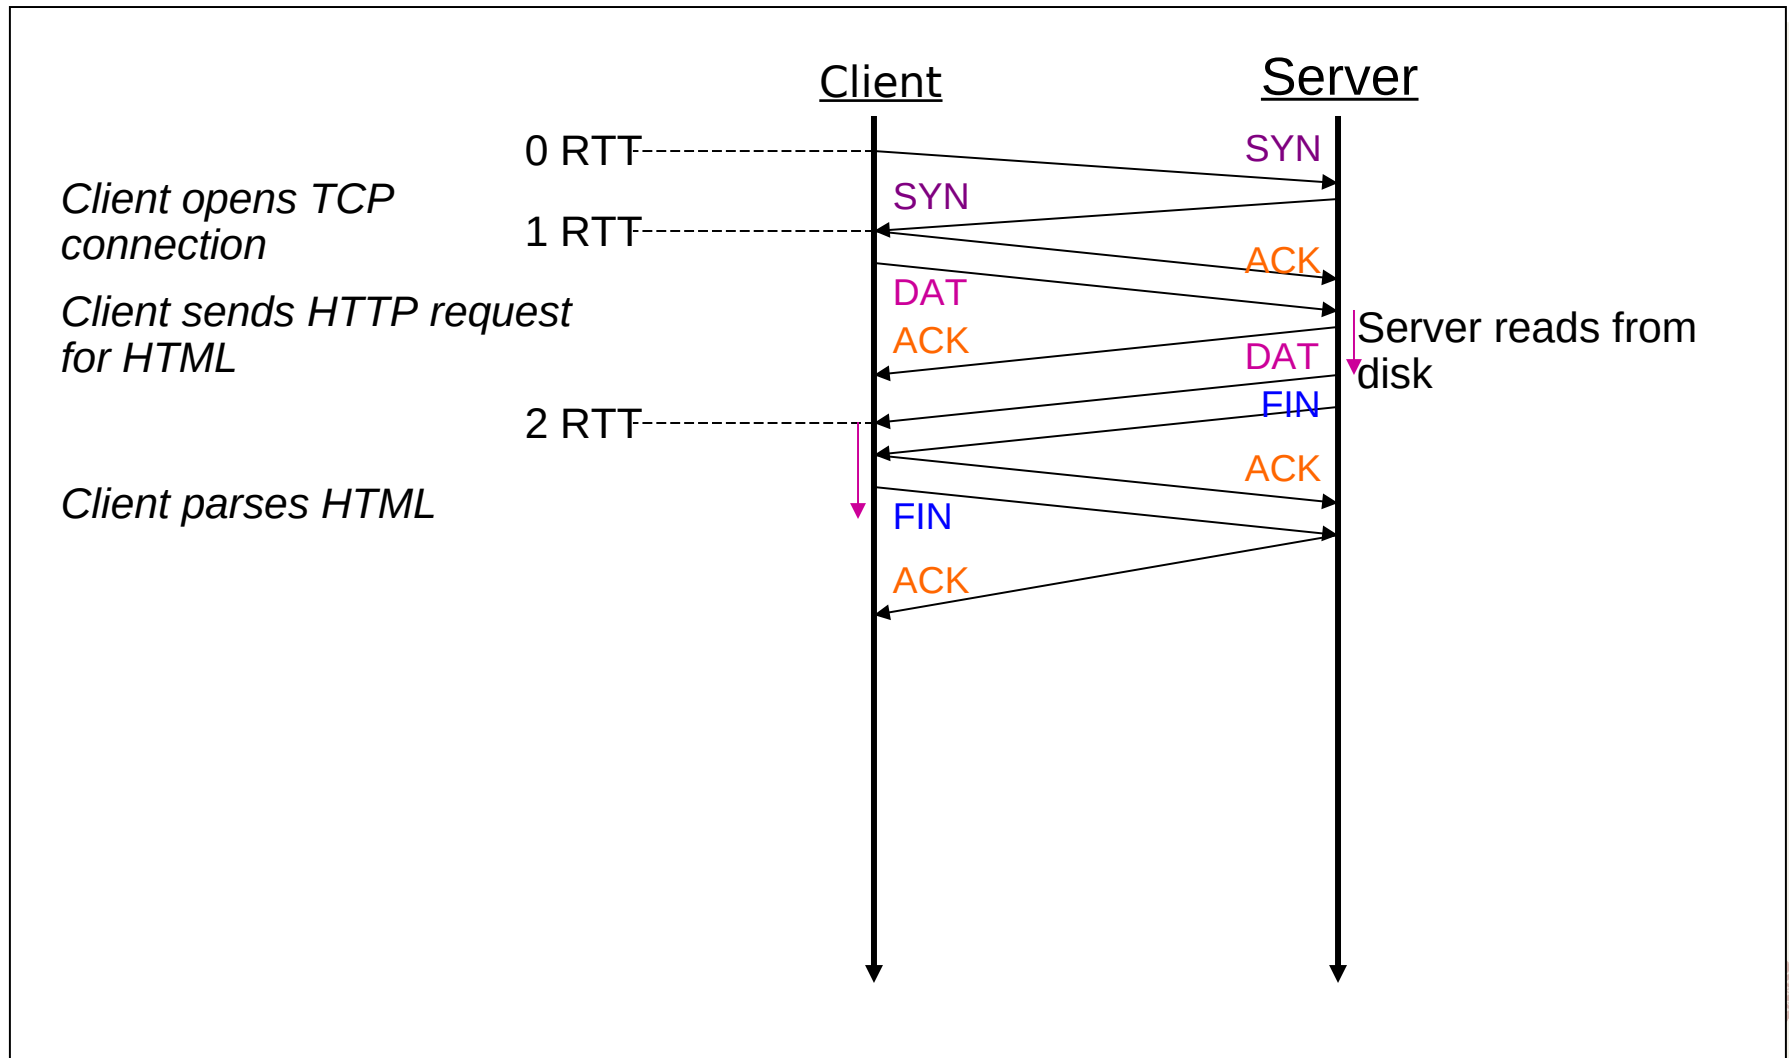 Client
Server
0 RTT
SYN
Client opens TCP
connection
SYN
1 RTT
ACK
Client sends HTTP request
for HTML
DAT
Server reads from
disk
ACK
DAT
FIN
2 RTT
ACK
Client parses HTML
FIN
ACK